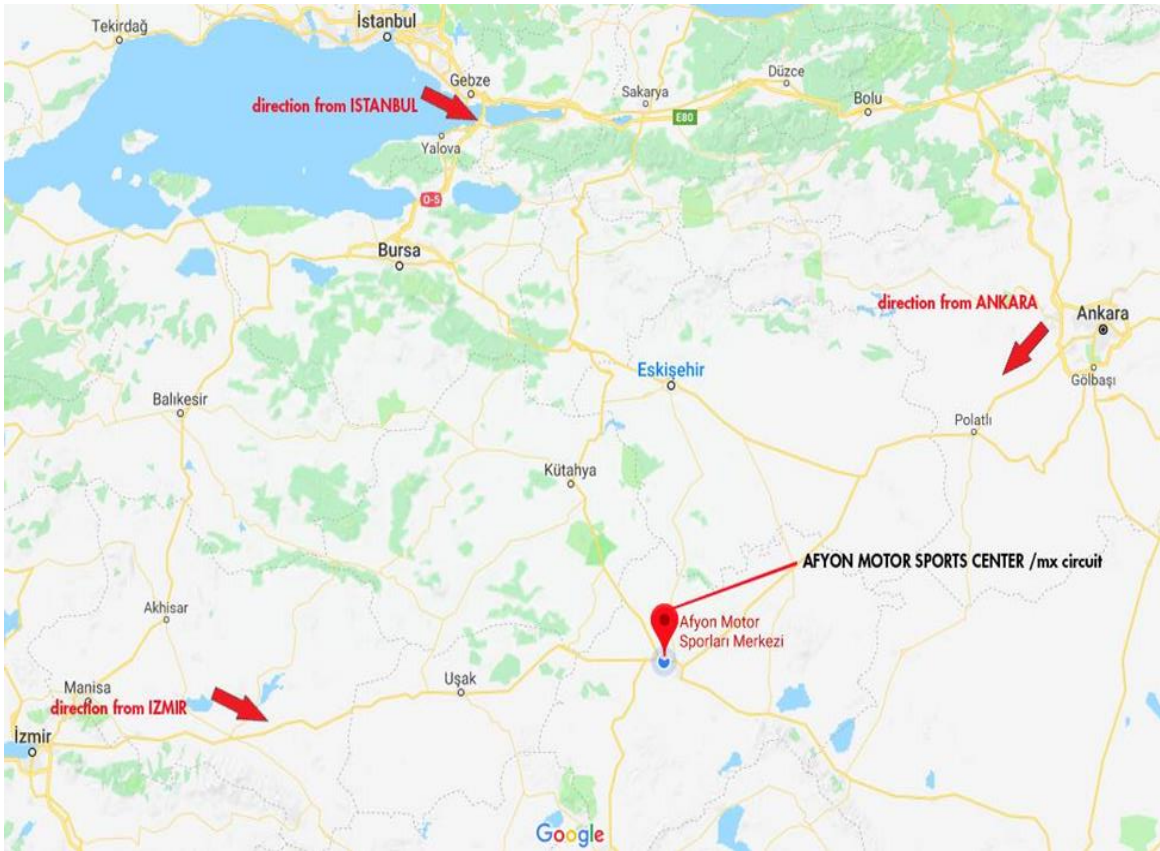 İstanbul
Tekirdağ
Gebze
direction from ISTANBUL
Düzce
Sakarya
Bolu
E80
Yalova
O-5
Bursa
direction from ANKARA
Ankara
Eskişehir
Gölbaşı
Balıkesir
Polatlı
Kütahya
AFYON MOTOR SPORTS CENTER /mx circuit
Akhisar
Afyon Motor
Sporları Merkezi
Uşak
Manisa
direction from IZMIR
İzmir
Google